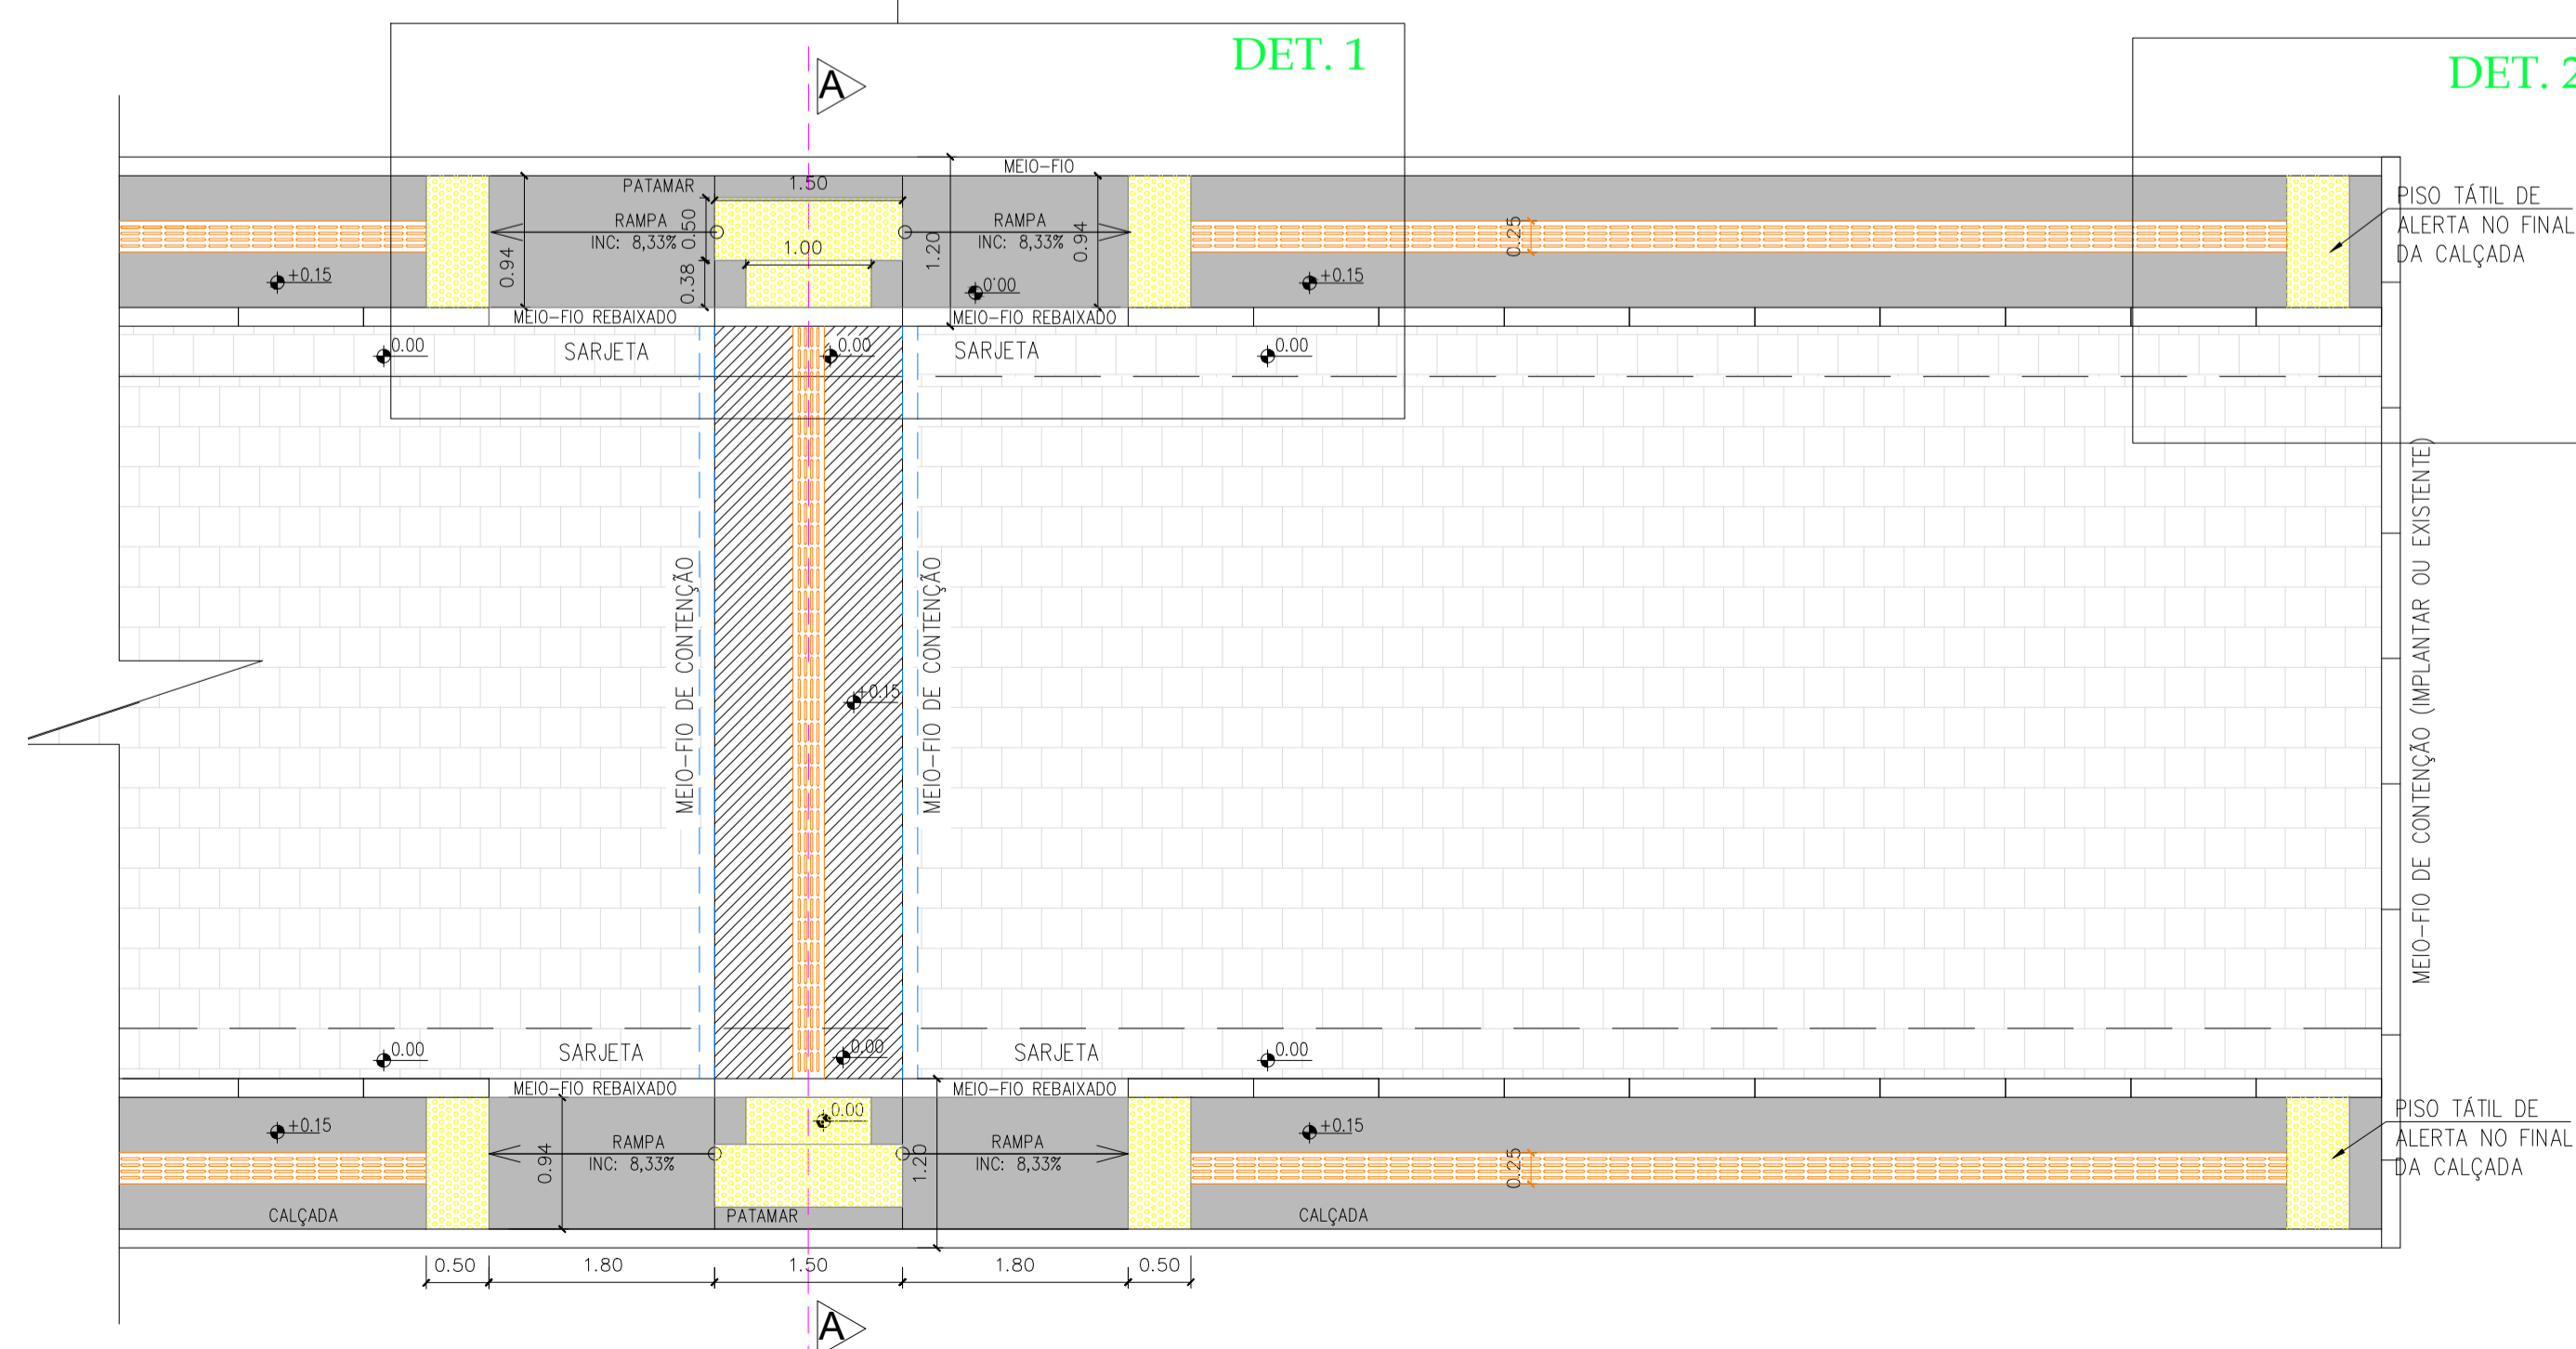 DET. 1
DET. 2
A
MEIO-FIO
PATAMAR
1.50
RAMPA
INC: 8,33%
0.50
1.00
0.38
0.94
1.20
RAMPA
INC: 8,33%
0.94
0.25
PISO TÁTIL DE
ALERTA NO FINAL
DA CALÇADA
+0.15
0.00
+0.15
MEIO-FIO REBAIXADO
MEIO-FIO REBAIXADO
0.00
SARJETA
0.00
SARJETA
0.00
MEIO-FIO DE CONTENÇÃO
MEIO-FIO DE CONTENÇÃO
+0.15
MEIO-FIO DE CONTENÇÃO (IMPLANTAR OU EXISTENTE)
0.00
SARJETA
0.00
SARJETA
0.00
MEIO-FIO REBAIXADO
MEIO-FIO REBAIXADO
+0.15
0.00
+0.15
PISO TÁTIL DE
ALERTA NO FINAL
DA CALÇADA
0.94
RAMPA
INC: 8,33%
1.20
RAMPA
INC: 8,33%
0.25
CALÇADA
PATAMAR
CALÇADA
0.50
1.80
1.50
1.80
0.50
A